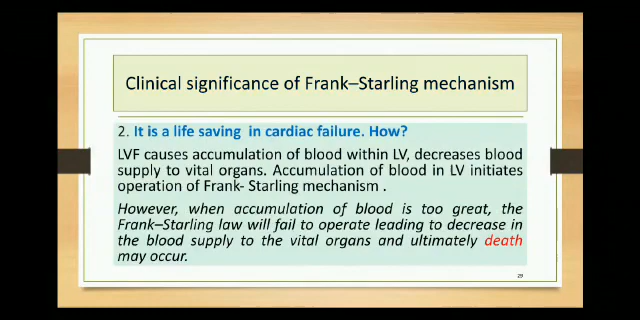 Clinical significance of Frank–Starling mechanism
2. It is a life saving in cardiac failure. How?
LVF causes accumulation of blood within LV, decreases blood
supply to vital organs. Accumulation of blood in LV initiates
operation of Frank- Starling mechanism .
However, when accumulation of blood is too great, the
Frank–Starling law will fail to operate leading to decrease in
the blood supply to the vital organs and ultimately death
may occur.
29